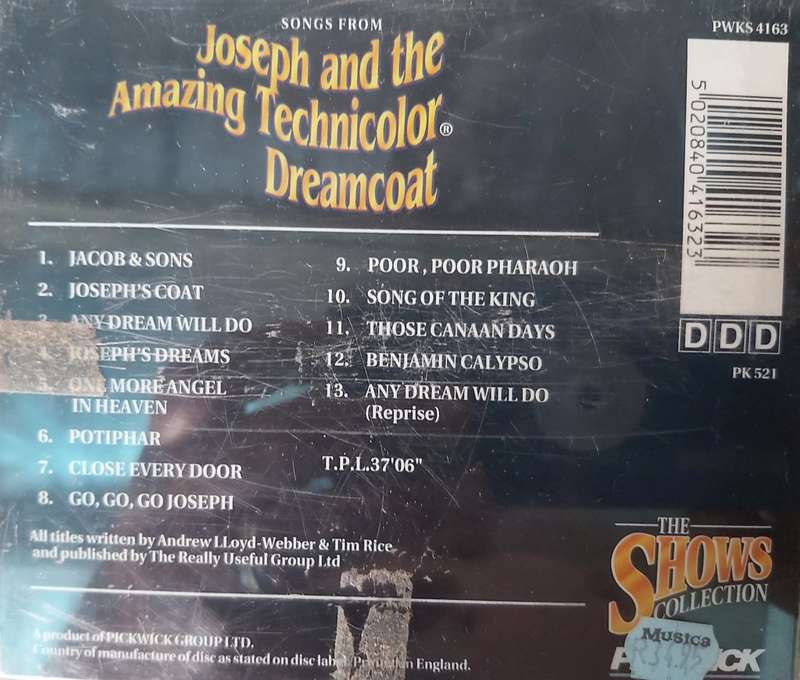 SONGS FROM
Joseph and the
Amazing Technicolor®
Dreamcoat
PWKS 4163
5 020840 416323
DDD
PK 521
1. JACOB & SONS
2. JOSEPH'S COAT
3. ANY DREAM WILL DO
4. JOSEPH'S DREAMS
5. ONE MORE ANGEL
IN HEAVEN
6. POTIPHAR
7. CLOSE EVERY DOOR
8. GO, GO, GO JOSEPH
9. POOR, POOR PHARAOH
10. SONG OF THE KING
11. THOSE CANAAN DAYS
12. BENJAMIN CALYPSO
13. ANY DREAM WILL DO
(Reprise)
T.P.L.37'06"
All titles written by Andrew LLoyd-Webber & Tim Rice
and published by The Really Useful Group Ltd
A product of PICKWICK GROUP LTD.
Country of manufacture of disc as stated on disc label. Printed in England.
THE
SHOWS
COLLECTION
Musica